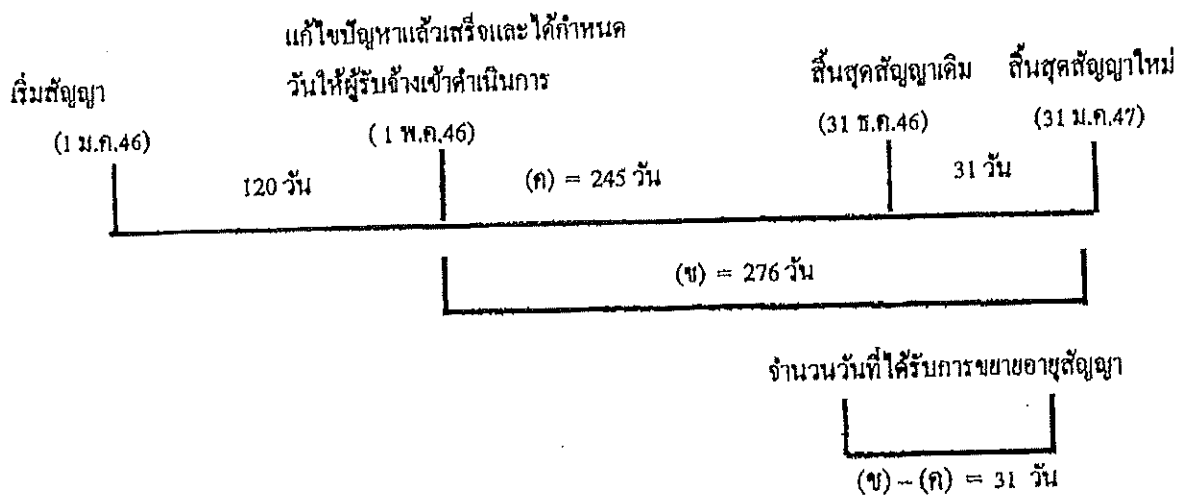 แก้ไขปัญหาแล้วเสร็จและได้กำหนด
วันให้ผู้รับจ้างเข้าดำเนินการ
เริ่มสัญญา
สิ้นสุดสัญญาเดิม
สิ้นสุดสัญญาใหม่
(1 ม.ค.46)
(1 พ.ค.46)
(31 ธ.ค.46)
(31 ม.ค.47)
120 วัน
(ค) = 245 วัน
31 วัน
(ข) = 276 วัน
จำนวนวันที่ได้รับการขยายอายุสัญญา
(ข) – (ค) = 31 วัน